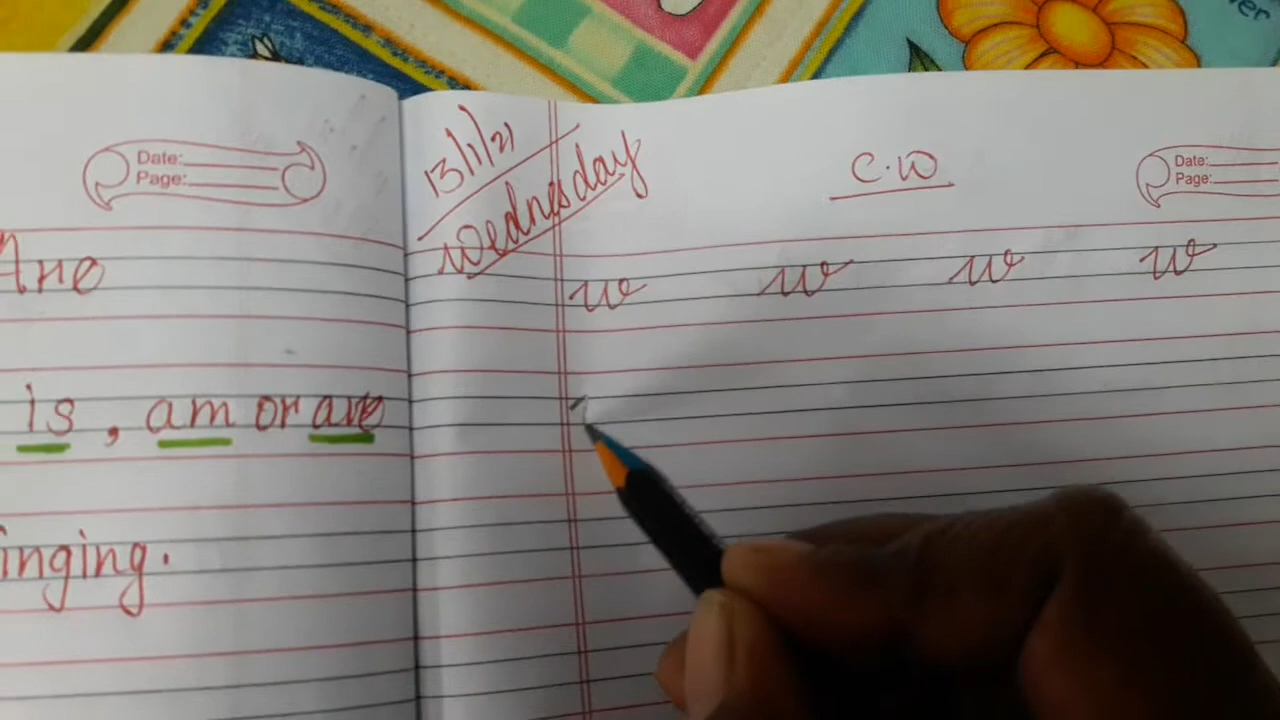 Date:
Page:
Are
is, am or are
inging.
13/1/21
Wednesday
C.W
Date:
Page:
w w w w